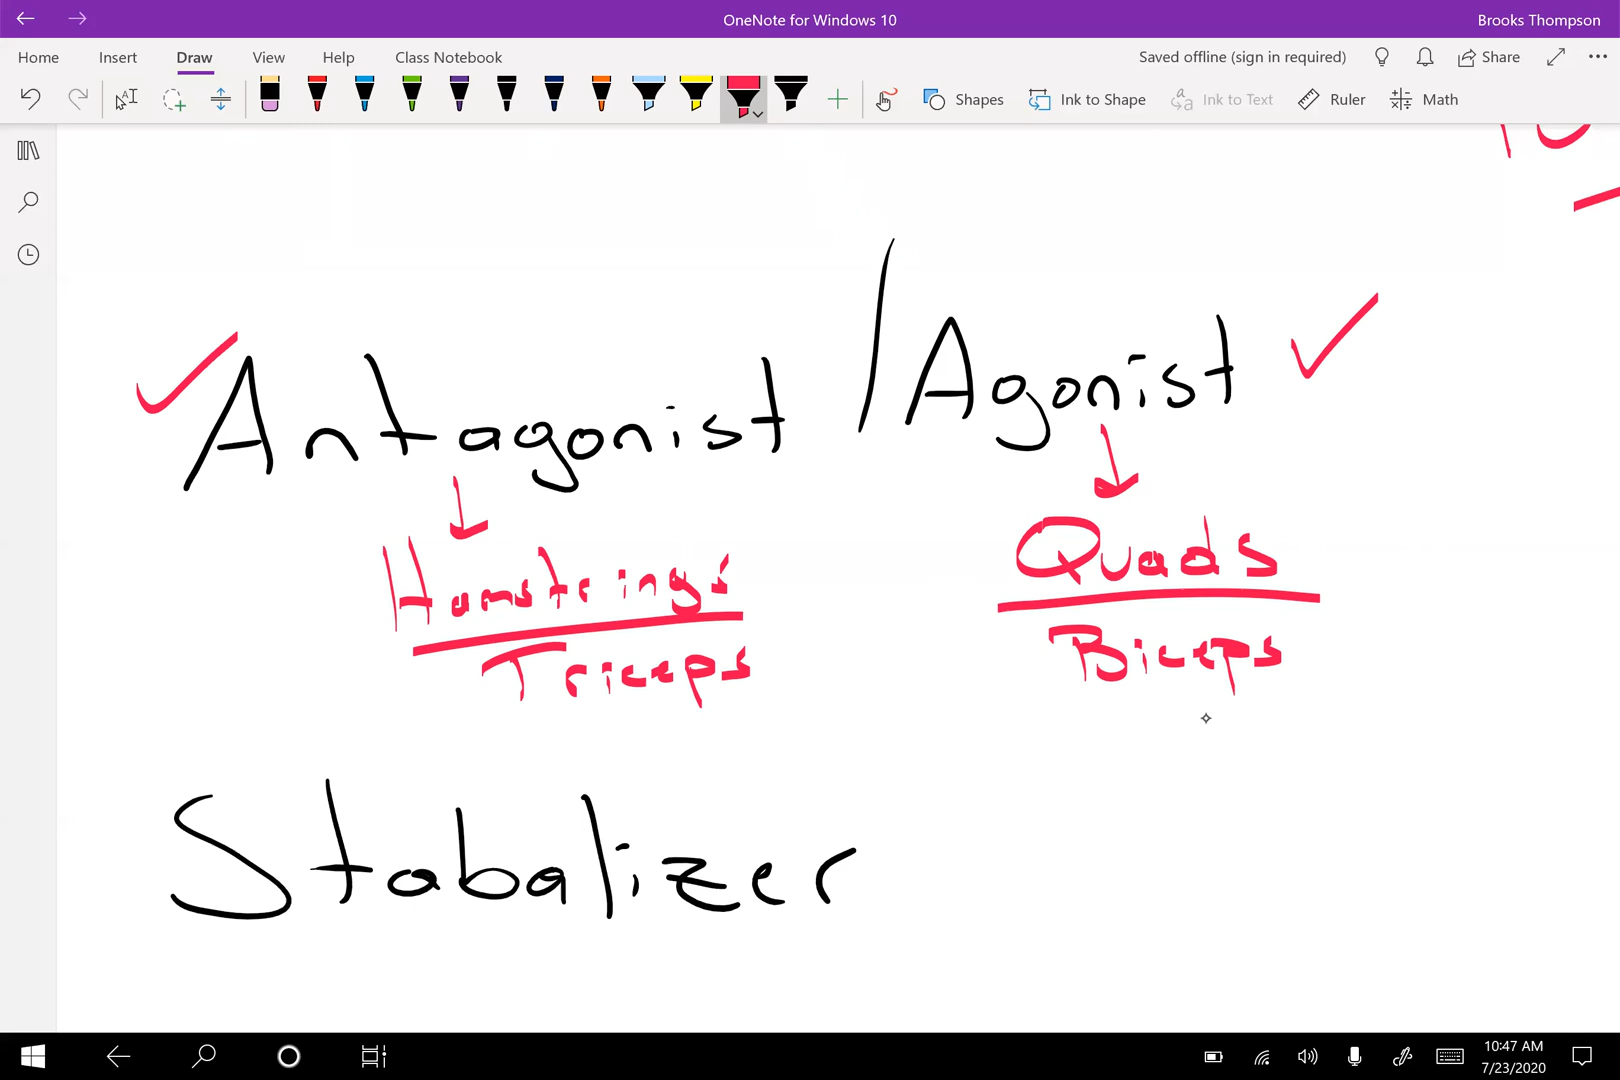 OneNote for Windows 10
Brooks Thompson
Home Insert Draw View Help Class Notebook
Saved offline (sign in required) Share
Shapes Ink to Shape Ink to Text Ruler Math
Antagonist / Agonist
Hamstrings Quads
Triceps Biceps
Stabalizer
10:47 AM
7/23/2020